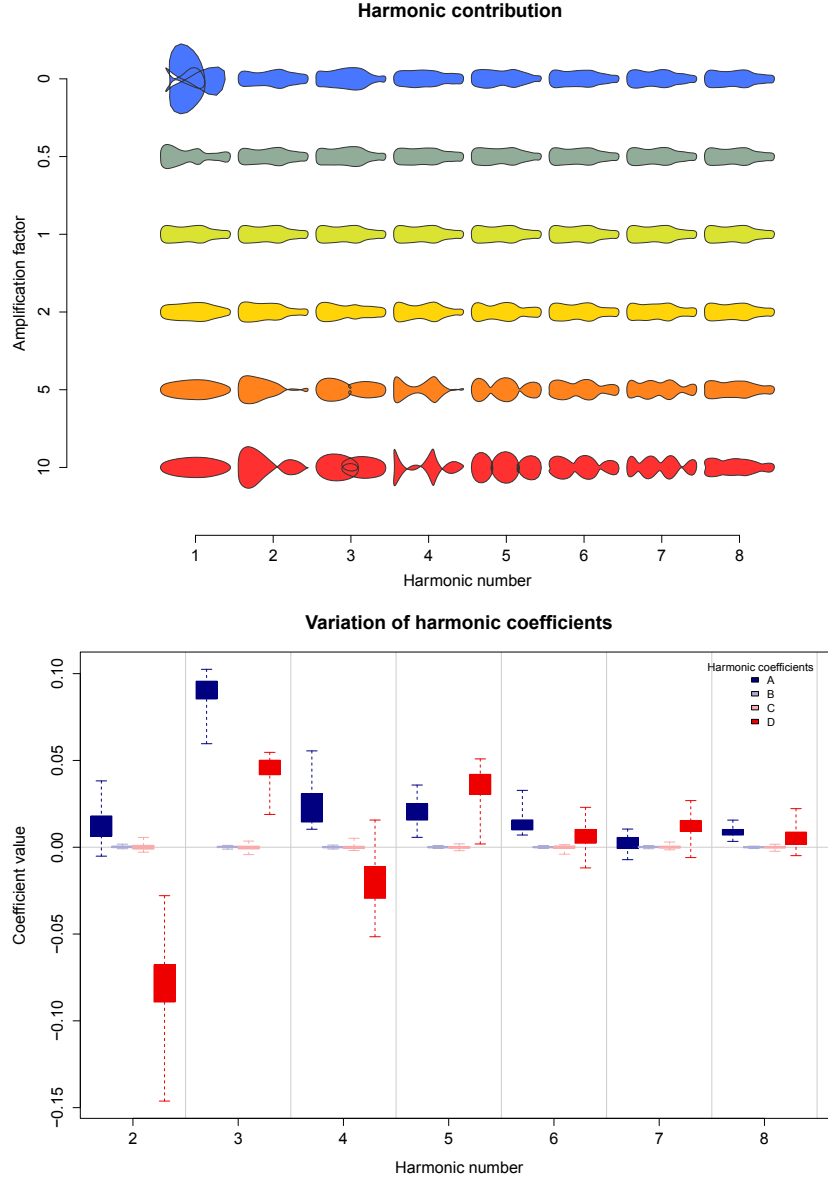 Harmonic contribution
Amplification factor
0
0.5
1
2
5
10
1 2 3 4 5 6 7 8
Harmonic number
Variation of harmonic coefficients
Coefficient value
0.10
0.05
0.00
−0.05
−0.10
−0.15
Harmonic coefficients
A
B
C
D
2 3 4 5 6 7 8
Harmonic number